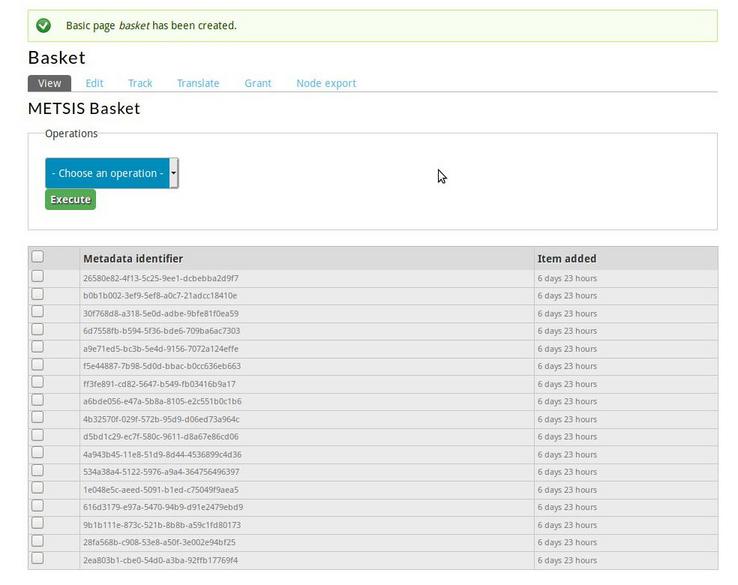 Basic page basket has been created.
Basket
View Edit Track Translate Grant Node export
METSIS Basket
Operations
- Choose an operation -
Execute
Metadata identifier Item added
26580e82-4f13-5c25-9ee1-dcbebba2d9f7 6 days 23 hours
b0b1b002-3ef9-5ef8-a0c7-21adcc18410e 6 days 23 hours
30f768d8-a318-5e0d-adbe-9bfe81f0ea59 6 days 23 hours
6d7558fb-b594-5f36-bde6-709ba6ac7303 6 days 23 hours
a9e71ed5-bc3b-5e4d-9156-7072a124effe 6 days 23 hours
f5e44887-7b98-5d0d-bbac-b0cc636eb663 6 days 23 hours
ff3fe891-cd82-5647-b549-fb03416b9a17 6 days 23 hours
a6bde056-e47a-5b8a-8105-e2c551b0c1b6 6 days 23 hours
4b32570f-029f-572b-95d9-d06ed73a964c 6 days 23 hours
d5bd1c29-ec7f-580c-9611-d8a67e86cd06 6 days 23 hours
4a943b45-11e8-51d9-8d44-4536899c4d36 6 days 23 hours
534a38a4-5122-5976-a9a4-364756496397 6 days 23 hours
1e048e5c-aeed-5091-b1ed-c75049f9aea5 6 days 23 hours
616d3179-e97a-5470-94b9-d91e2479ebd9 6 days 23 hours
9b1b111e-873c-521b-8b8b-a59c1fd80173 6 days 23 hours
28fa568b-c908-53e8-a50f-3e002e94bf25 6 days 23 hours
2ea803b1-cbe0-54d0-a3ba-92ffb17769f4 6 days 23 hours